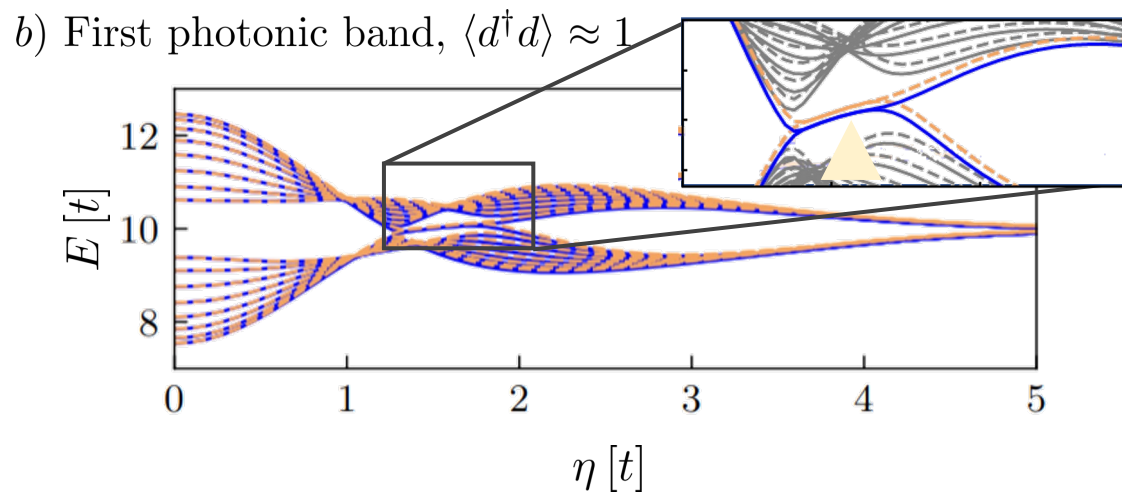 b) First photonic band, ⟨d†d⟩ ≈ 1
12
10
8
E [t]
0 1 2 3 4 5
η [t]